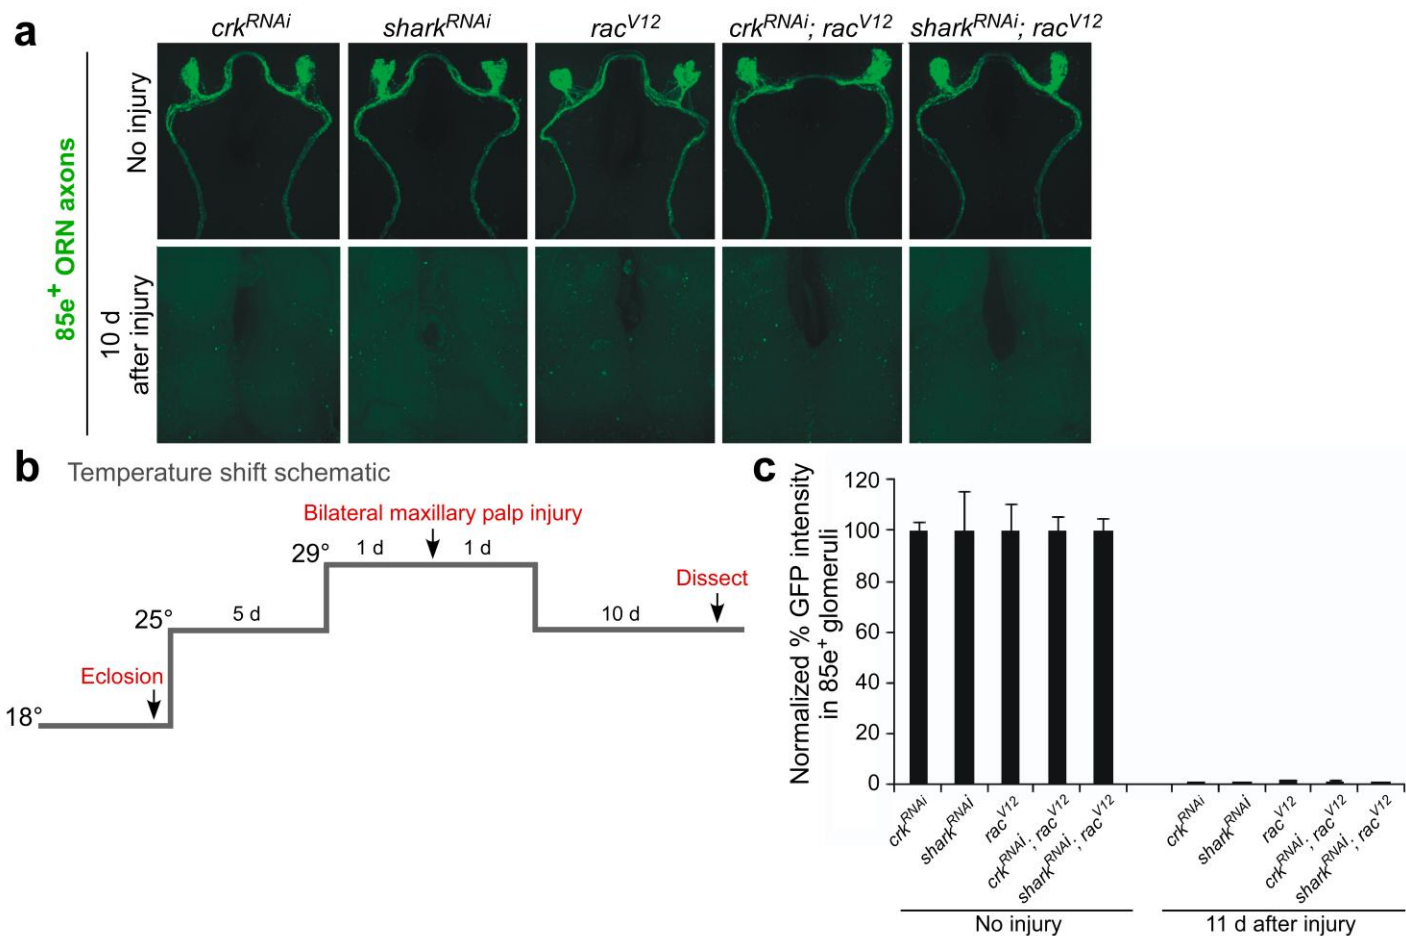 a
crk^RNAi shark^RNAi rac^V12 crk^RNAi; rac^V12 shark^RNAi; rac^V12
85e+ ORN axons
No injury
10 d
after injury
b Temperature shift schematic
Bilateral maxillary palp injury
29° 1 d 1 d
Dissect
25° 5 d 10 d
Eclosion
18°
c
Normalized % GFP intensity
in 85e+ glomeruli
120
100
80
60
40
20
0
crk^RNAi
shark^RNAi
rac^V12
crk^RNAi; rac^V12
shark^RNAi; rac^V12
crk^RNAi
shark^RNAi
rac^V12
crk^RNAi; rac^V12
shark^RNAi; rac^V12
No injury 11 d after injury